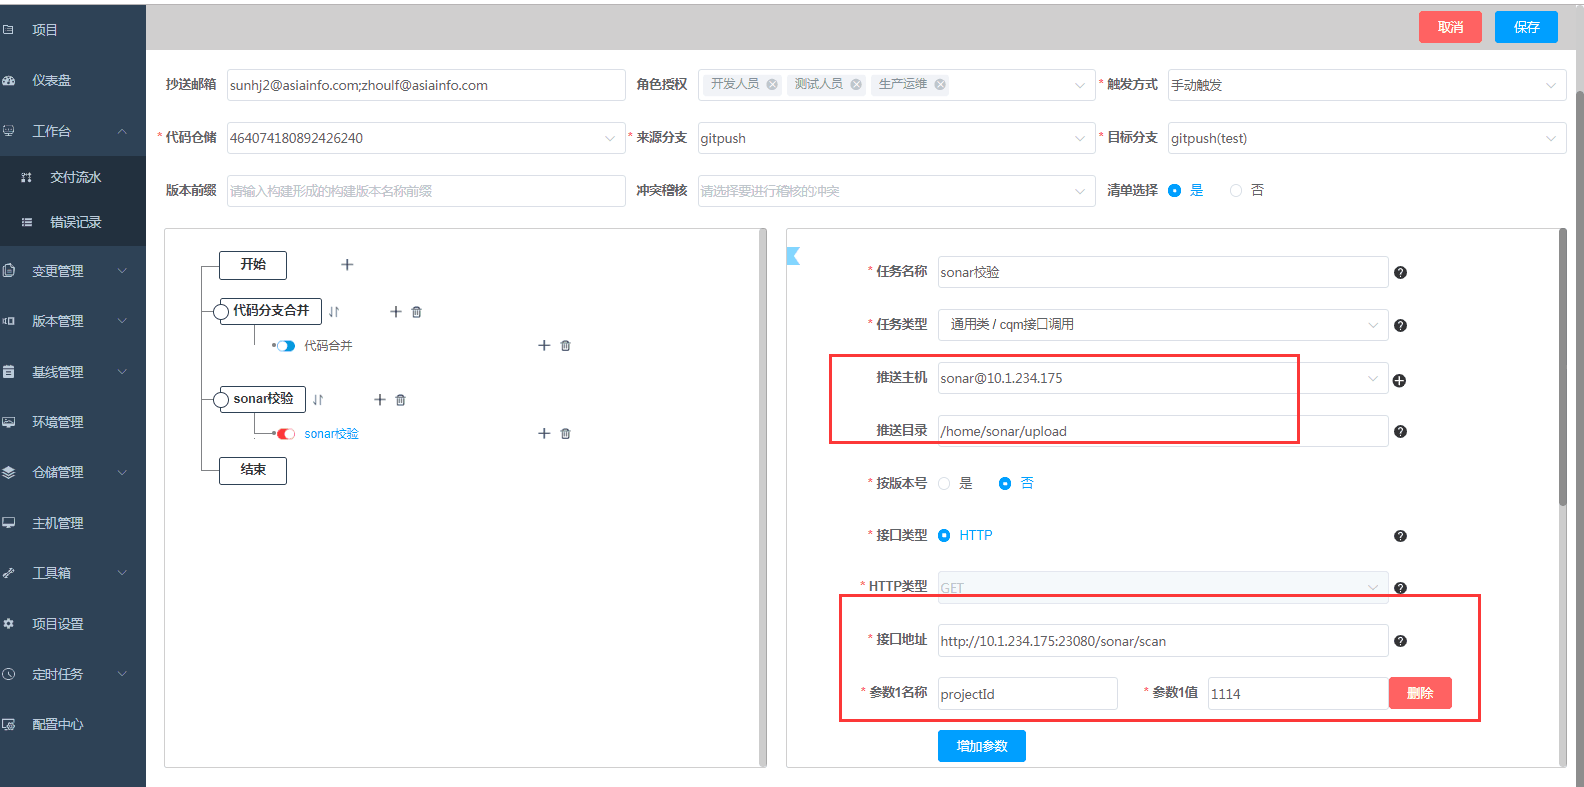 项目
仪表盘
工作台
交付流水
错误记录
变更管理
版本管理
基线管理
环境管理
仓储管理
主机管理
工具箱
项目设置
定时任务
配置中心
取消 保存
抄送邮箱 sunhj2@asiainfo.com;zhoulf@asiainfo.com 角色授权 开发人员 测试人员 生产运维 * 触发方式 手动触发
* 代码仓储 464074180892426240 * 来源分支 gitpush * 目标分支 gitpush(test)
版本前缀 请输入构建形成的构建版本名称前缀 冲突稽核 请选择要进行稽核的冲突 清单选择 是 否
开始
代码分支合并
代码合并
sonar校验
sonar校验
结束
* 任务名称 sonar校验
* 任务类型 通用类 / cqm接口调用
推送主机 sonar@10.1.234.175
推送目录 /home/sonar/upload
* 按版本号 是 否
* 接口类型 HTTP
* HTTP类型 GET
* 接口地址 http://10.1.234.175:23080/sonar/scan
* 参数1名称 projectId * 参数1值 1114 删除
增加参数